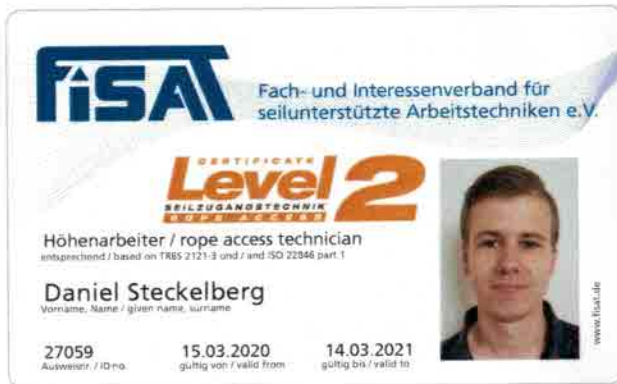 FISAT
Fach- und Interessenverband für
seilunterstützte Arbeitstechniken e.V.
CERTIFICATE
Level 2
SEILZUGANGSTECHNIK
ROPE ACCESS
Höhenarbeiter / rope access technician
entsprechend / based on TRBS 2121-3 und / and ISO 22846 part 1
Daniel Steckelberg
Vorname, Name / given name, surname
27059 15.03.2020 14.03.2021
Ausweisnr. / ID-no. gültig von / valid from gültig bis / valid to
www.fisat.de